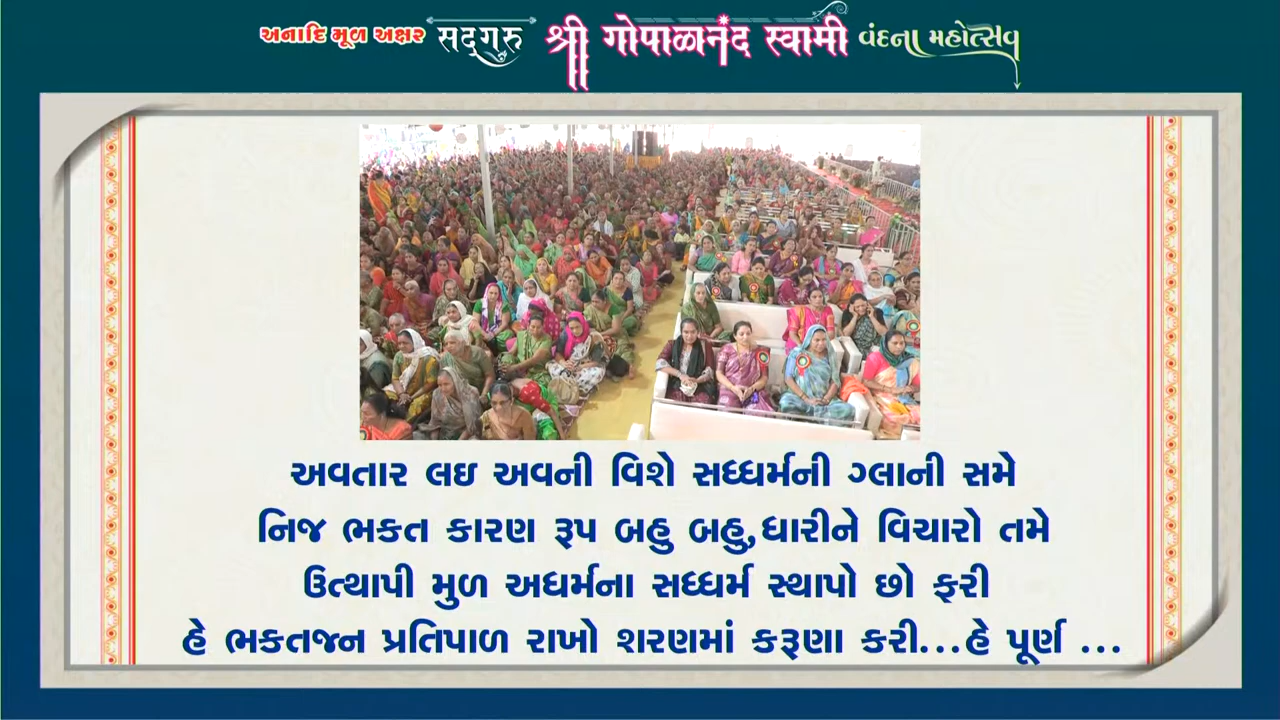 અનાદિ મૂળ અક્ષર સદ્‌ગુરુ શ્રી ગોપાળાનંદ સ્વામી વંદના મહોત્સવ
અવતાર લઇ અવની વિશે સધ્ધર્મની ગ્લાની સમે
નિજ ભકત કારણ રૂપ બહુ બહુ,ધારીને વિચારો તમે
ઉત્થાપી મુળ અધર્મના સધ્ધર્મ સ્થાપો છો ફરી
હે ભકતજન પ્રતિપાળ રાખો શરણમાં કરૂણા કરી...હે પૂર્ણ ...